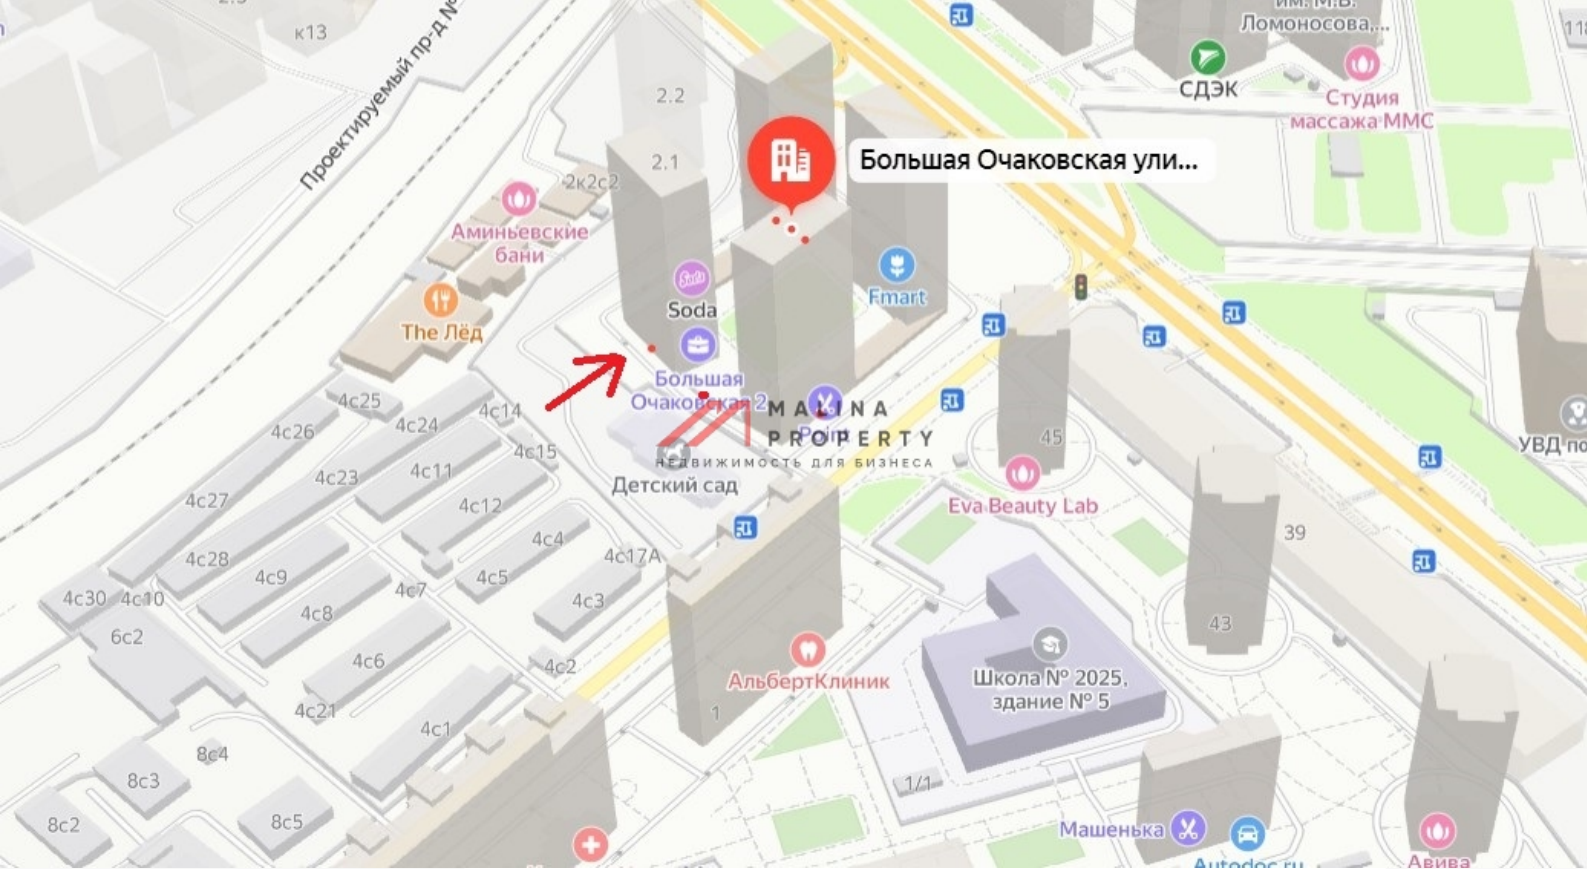 им. М.В.
Ломоносова,...
к13
Проектируемый пр-д №
СДЭК
Студия
массажа ММС
2.2
2.1
Большая Очаковская ули...
2к2с2
Аминьевские
бани
Soda
Fmart
The Лёд
Большая
Очаковская 2
MALINA
PROPERTY
НЕДВИЖИМОСТЬ ДЛЯ БИЗНЕСА
Point
Детский сад
4с25
4с24
4с14
4с26
4с15
4с23
4с11
4с27
4с12
45
Eva Beauty Lab
УВД по
39
4с4
4с17А
4с28
4с9
4с5
4с7
4с30
4с10
4с8
4с3
43
6с2
4с6
4с2
АльбертКлиник
Школа № 2025,
здание № 5
4с21
1
4с1
8с4
8с3
1/1
8с2
8с5
Машенька
Autodoc.ru
Авива